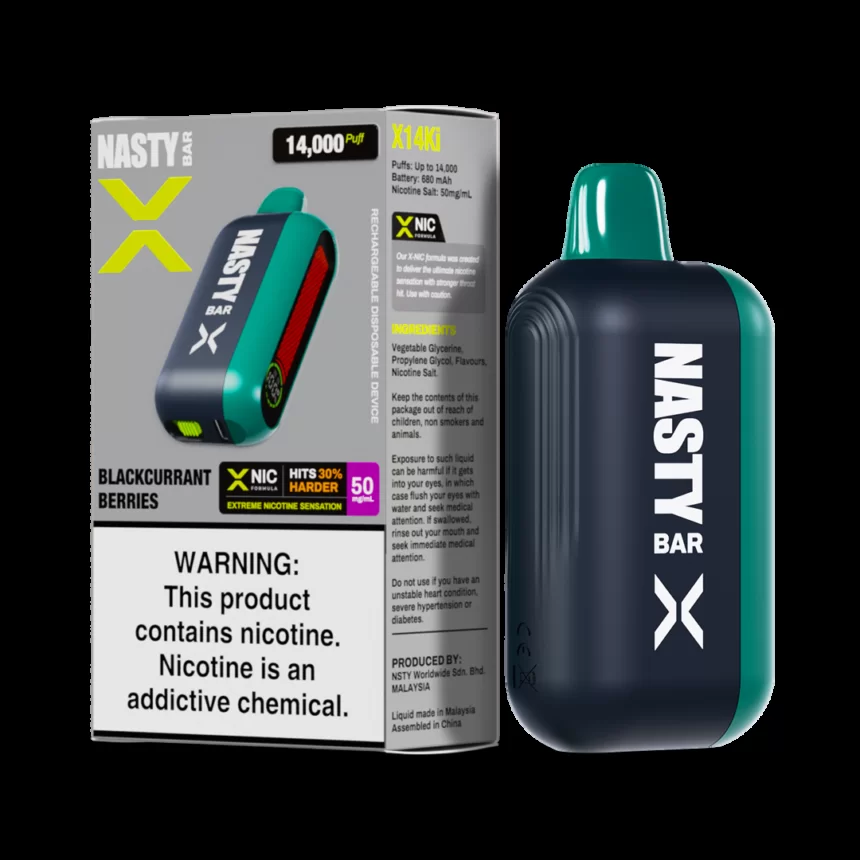 NASTY BAR
X
14,000 Puff
NASTY
BAR
X
RECHARGEABLE DISPOSABLE DEVICE
BLACKCURRANT
BERRIES
X NIC
FORMULA
HITS 30%
HARDER
EXTREME NICOTINE SENSATION
50
mg/mL
WARNING:
This product
contains nicotine.
Nicotine is an
addictive chemical.
X14Ki
Puffs: Up to 14,000
Battery: 680 mAh
Nicotine Salt: 50mg/mL
X NIC
FORMULA
Our X-NIC formula was created
to deliver the ultimate nicotine
sensation with stronger throat
hit. Use with caution.
INGREDIENTS
Vegetable Glycerine,
Propylene Glycol, Flavours,
Nicotine Salt.
Keep the contents of this
package out of reach of
children, non smokers and
animals.
Exposure to such liquid
can be harmful if it gets
into your eyes, in which
case flush your eyes with
water and seek medical
attention. If swallowed,
rinse out your mouth and
seek immediate medical
attention.
Do not use if you have an
unstable heart condition,
severe hypertension or
diabetes.
PRODUCED BY:
NSTY Worldwide Sdn. Bhd.
MALAYSIA
Liquid made in Malaysia
Assembled in China
NASTY
BAR
X
CE